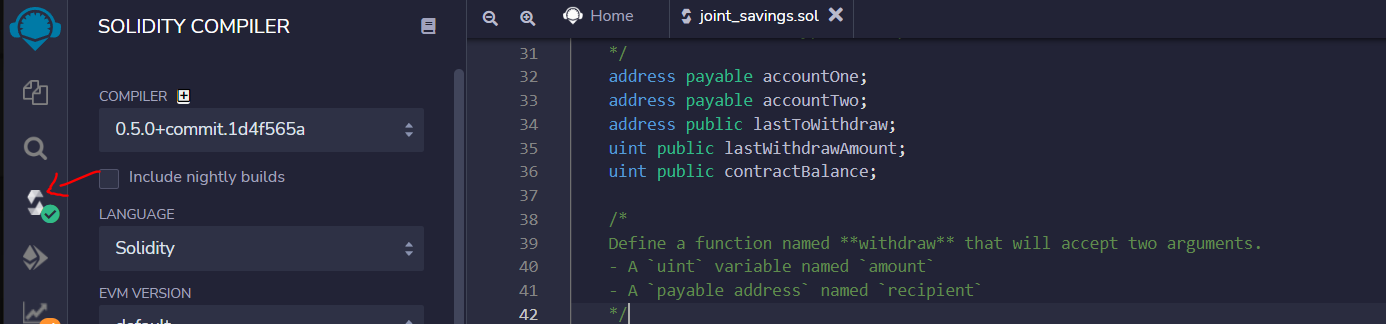 SOLIDITY COMPILER
COMPILER
0.5.0+commit.1d4f565a
Include nightly builds
LANGUAGE
Solidity
EVM VERSION
default
Home
joint_savings.sol
31 */
32 address payable accountOne;
33 address payable accountTwo;
34 address public lastToWithdraw;
35 uint public lastWithdrawAmount;
36 uint public contractBalance;
37
38 /*
39 Define a function named **withdraw** that will accept two arguments.
40 - A `uint` variable named `amount`
41 - A `payable address` named `recipient`
42 */